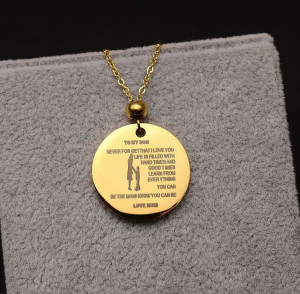 TO MY SON
NEVER FORGET THAT I LOVE YOU
LIFE IS FILLED WITH
HARD TIMES AND
GOOD TIMES
LEARN FROM
EVERYTHING
YOU CAN
BE THE MAN I KNOW YOU CAN BE
LOVE MOM